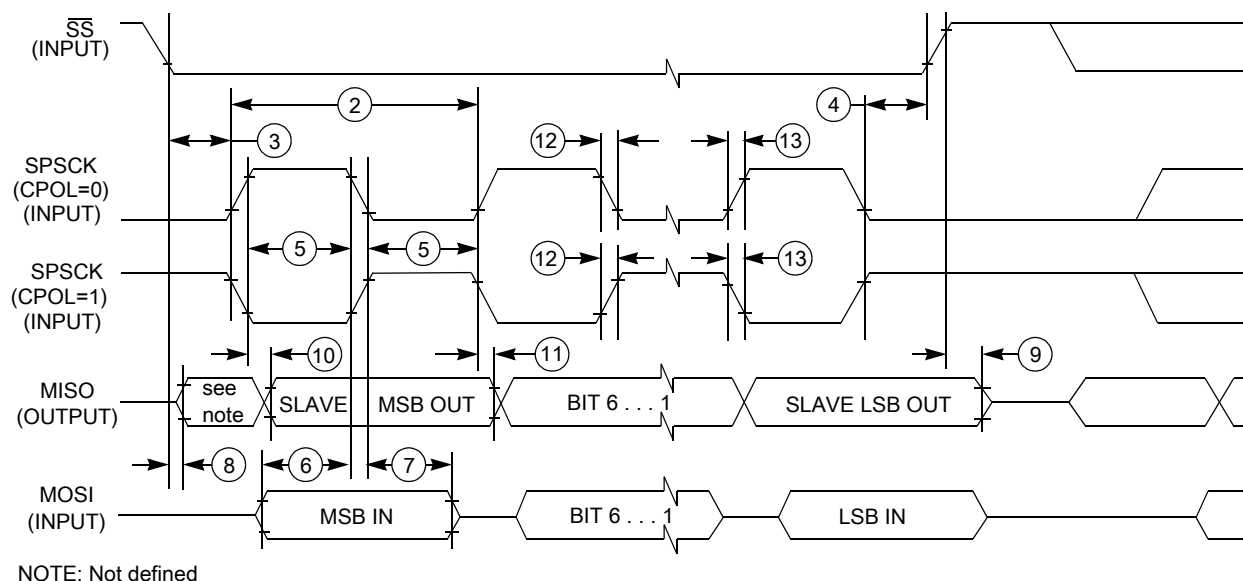 SS
(INPUT)
2
4
3
12
13
SPSCK
(CPOL=0)
(INPUT)
5
5
SPSCK
(CPOL=1)
(INPUT)
12
13
10
11
9
MISO
(OUTPUT)
see
note
SLAVE
MSB OUT
BIT 6 . . . 1
SLAVE LSB OUT
8
6
7
MOSI
(INPUT)
MSB IN
BIT 6 . . . 1
LSB IN
NOTE: Not defined